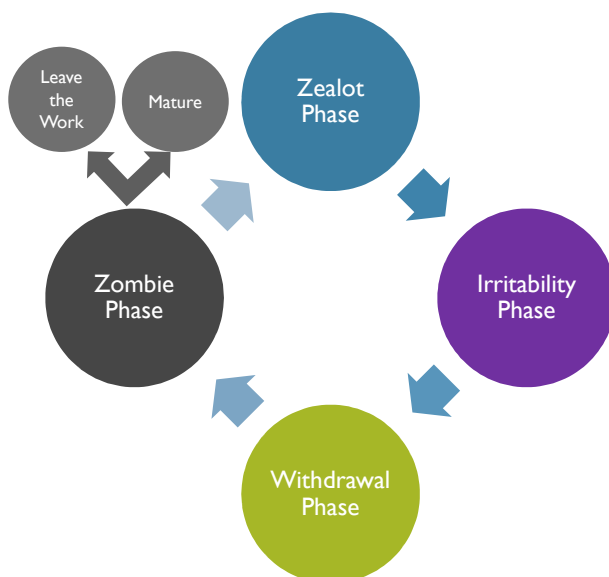 Leave
the
Work
Mature
Zealot
Phase
Zombie
Phase
Irritability
Phase
Withdrawal
Phase